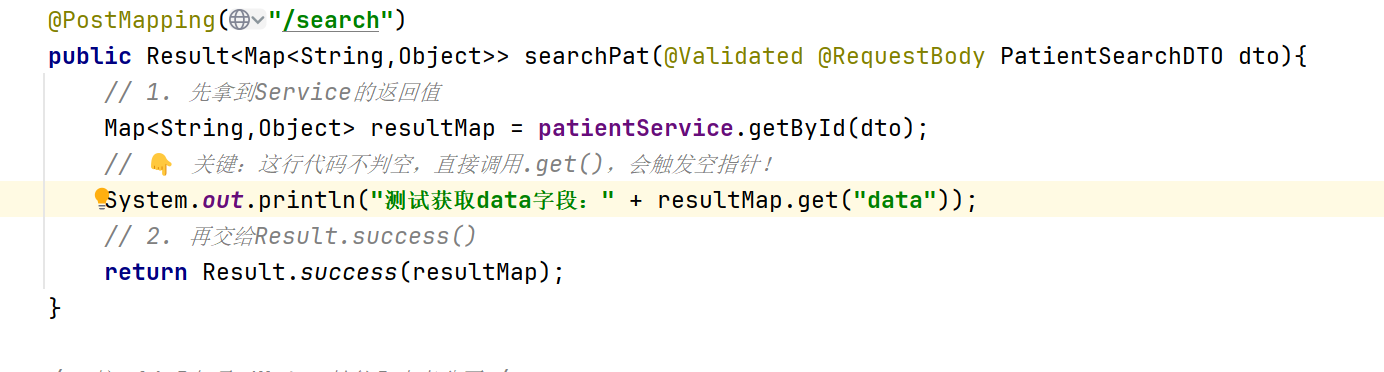 @PostMapping("/search")
public Result<Map<String,Object>> searchPat(@Validated @RequestBody PatientSearchDTO dto){
// 1. 先拿到Service的返回值
Map<String,Object> resultMap = patientService.getById(dto);
// 👇 关键：这行代码不判空，直接调用.get()，会触发空指针！
System.out.println("测试获取data字段：" + resultMap.get("data"));
// 2. 再交给Result.success()
return Result.success(resultMap);
}